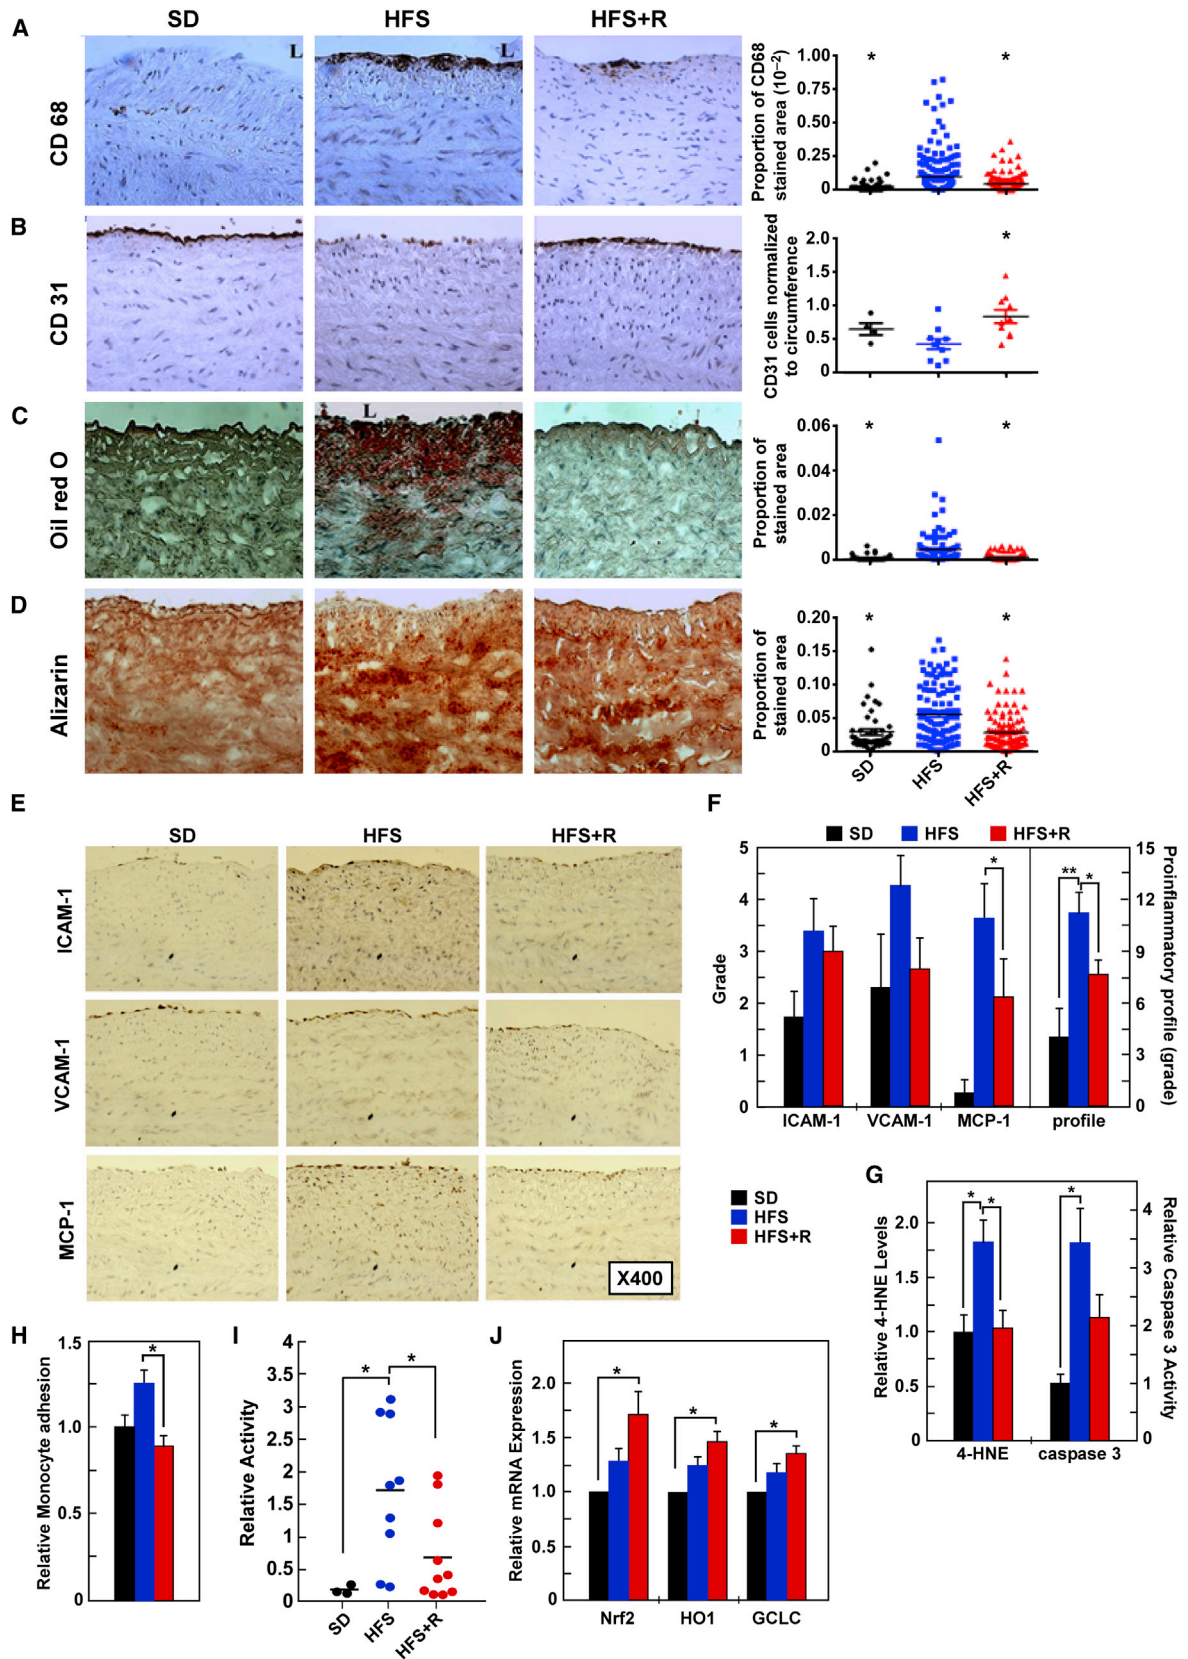 A
SD
HFS
HFS+R
CD 68
L
L
Proportion of CD68
stained area (10⁻²)
1.00
0.75
0.50
0.25
0
*
*
B
CD 31
CD31 cells normalized
to circumference
2.0
1.5
1.0
0.5
0
*
C
Oil red O
L
Proportion of
stained area
0.06
0.04
0.02
0
*
*
D
Alizarin
Proportion of
stained area
0.20
0.15
0.10
0.05
0
*
*
SD
HFS
HFS+R
E
SD
HFS
HFS+R
ICAM-1
VCAM-1
MCP-1
X400
F
SD
HFS
HFS+R
Grade
5
4
3
2
1
0
Proinflammatory profile (grade)
15
12
9
6
3
0
*
**
*
ICAM-1
VCAM-1
MCP-1
profile
SD
HFS
HFS+R
G
Relative 4-HNE Levels
2.0
1.5
1.0
0.5
0
Relative Caspase 3 Activity
4
3
2
1
0
*
*
*
4-HNE
caspase 3
H
Relative Monocyte adhesion
1.5
1.0
0.5
0
*
I
Relative Activity
4
3.5
3
2.5
2
1.5
1
0.5
0
*
*
SD
HFS
HFS+R
J
Relative mRNA Expression
2.0
1.5
1.0
0.5
0
*
*
*
Nrf2
HO1
GCLC